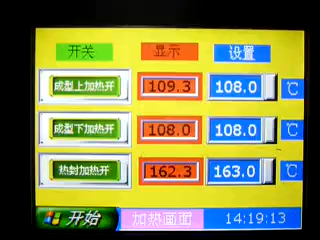 开关 显示 设置
成型上加热开 109.3 108.0 ℃
成型下加热开 108.0 108.0 ℃
热封加热开 162.3 163.0 ℃
开始 加热画面 14:19:13